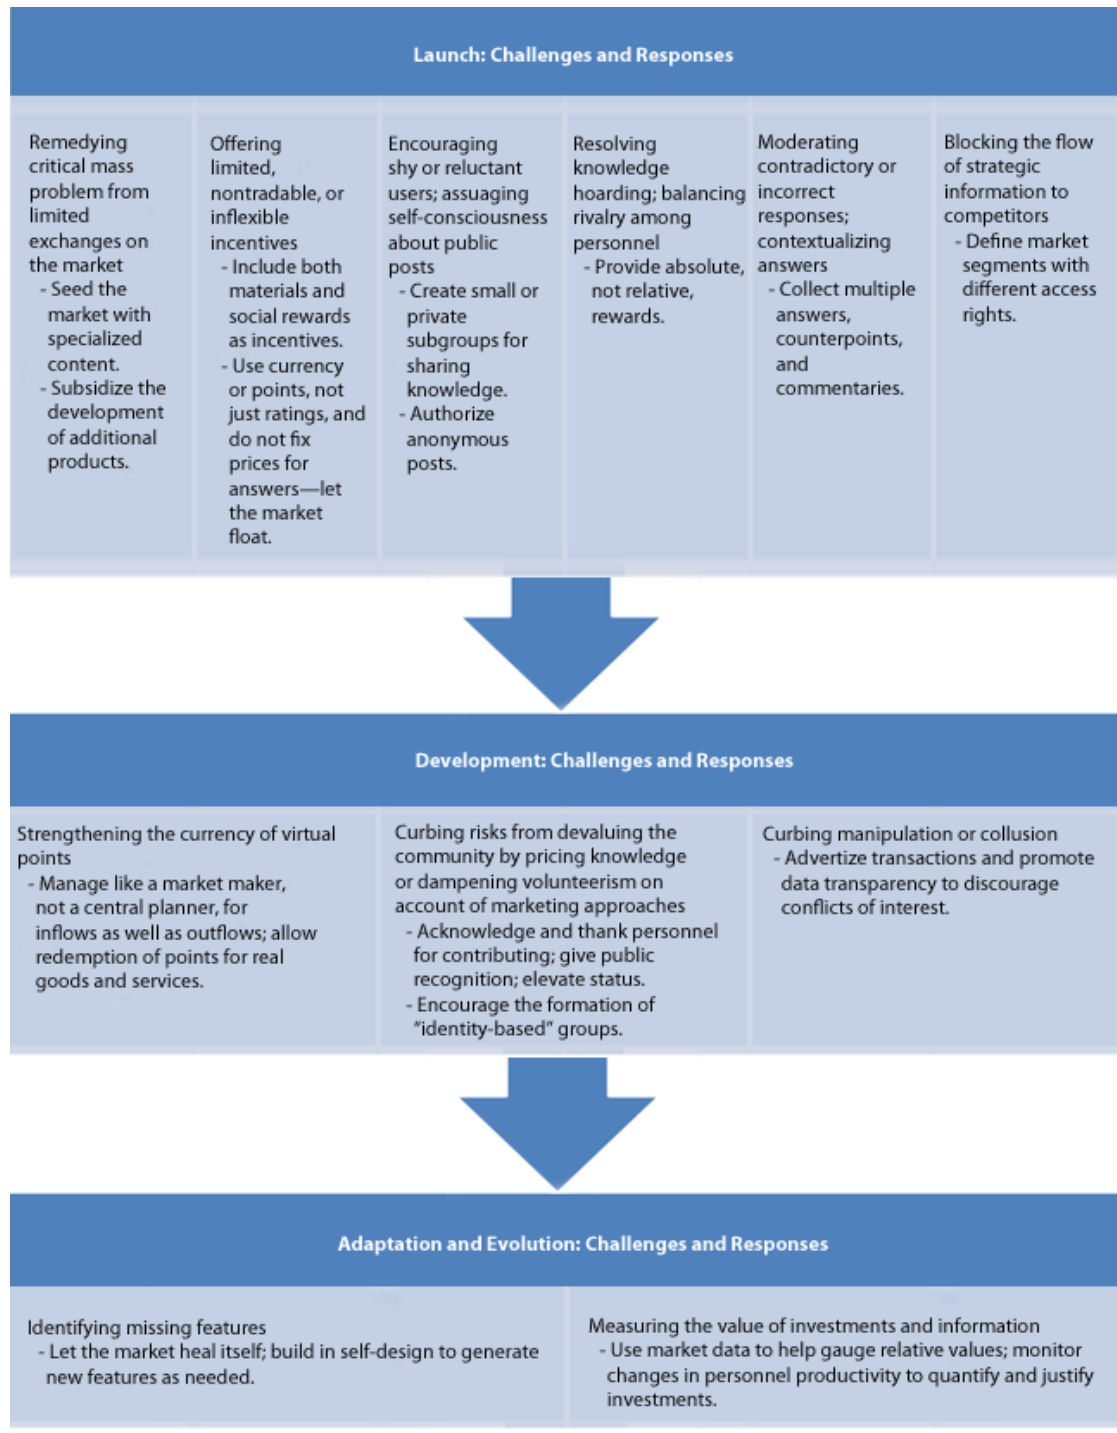 Launch: Challenges and Responses
Remedying
critical mass
problem from
limited
exchanges on
the market
- Seed the
market with
specialized
content.
- Subsidize the
development
of additional
products.
Offering
limited,
nontradable, or
inflexible
incentives
- Include both
materials and
social rewards
as incentives.
- Use currency
or points, not
just ratings, and
do not fix
prices for
answers—let
the market
float.
Encouraging
shy or reluctant
users; assuaging
self-consciousness
about public
posts
- Create small or
private
subgroups for
sharing
knowledge.
- Authorize
anonymous
posts.
Resolving
knowledge
hoarding; balancing
rivalry among
personnel
- Provide absolute,
not relative,
rewards.
Moderating
contradictory or
incorrect
responses;
contextualizing
answers
- Collect multiple
answers,
counterpoints,
and
commentaries.
Blocking the flow
of strategic
information to
competitors
- Define market
segments with
different access
rights.
Development: Challenges and Responses
Strengthening the currency of virtual
points
- Manage like a market maker,
not a central planner, for
inflows as well as outflows; allow
redemption of points for real
goods and services.
Curbing risks from devaluing the
community by pricing knowledge
or dampening volunteerism on
account of marketing approaches
- Acknowledge and thank personnel
for contributing; give public
recognition; elevate status.
- Encourage the formation of
“identity-based” groups.
Curbing manipulation or collusion
- Advertize transactions and promote
data transparency to discourage
conflicts of interest.
Adaptation and Evolution: Challenges and Responses
Identifying missing features
- Let the market heal itself; build in self-design to generate
new features as needed.
Measuring the value of investments and information
- Use market data to help gauge relative values; monitor
changes in personnel productivity to quantify and justify
investments.